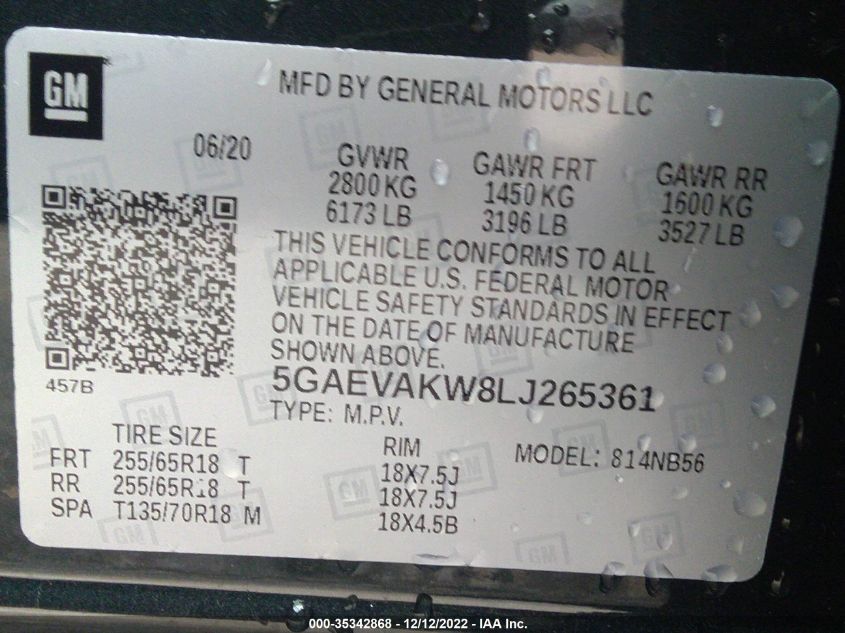 GM
MFD BY GENERAL MOTORS LLC
06/20
GVWR
2800 KG
6173 LB
GAWR FRT
1450 KG
3196 LB
GAWR RR
1600 KG
3527 LB
THIS VEHICLE CONFORMS TO ALL
APPLICABLE U.S. FEDERAL MOTOR
VEHICLE SAFETY STANDARDS IN EFFECT
ON THE DATE OF MANUFACTURE
SHOWN ABOVE.
457B
5GAEVAKW8LJ265361
TYPE: M.P.V.
TIRE SIZE
RIM
MODEL: 814NB56
FRT 255/65R18 T 18X7.5J
RR 255/65R18 T 18X7.5J
SPA T135/70R18 M 18X4.5B
000-35342868 - 12/12/2022 - IAA Inc.